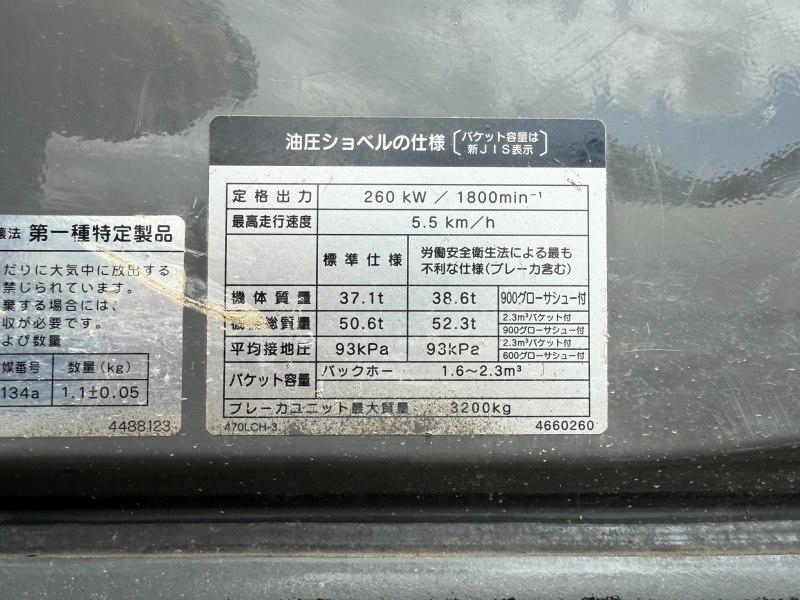 油圧ショベルの仕様〔バケット容量は
新JIS表示〕
定格出力 260 kW / 1800min⁻¹
最高走行速度 5.5 km/h
標準仕様 労働安全衛生法による最も
不利な仕様(ブレーカ含む)
機体質量 37.1t 38.6t 900グローサシュー付
機械総質量 50.6t 52.3t 2.3m³バケット付
900グローサシュー付
平均接地圧 93kPa 93kPa 2.3m³バケット付
600グローサシュー付
バケット容量 バックホー 1.6～2.3m³
ブレーカユニット最大質量 3200kg
470LCH-3 4660260
法 第一種特定製品
だりに大気中に放出する
禁じられています。
棄する場合には、
収が必要です。
よび数量
媒番号 数量(kg)
134a 1.1±0.05
4488123